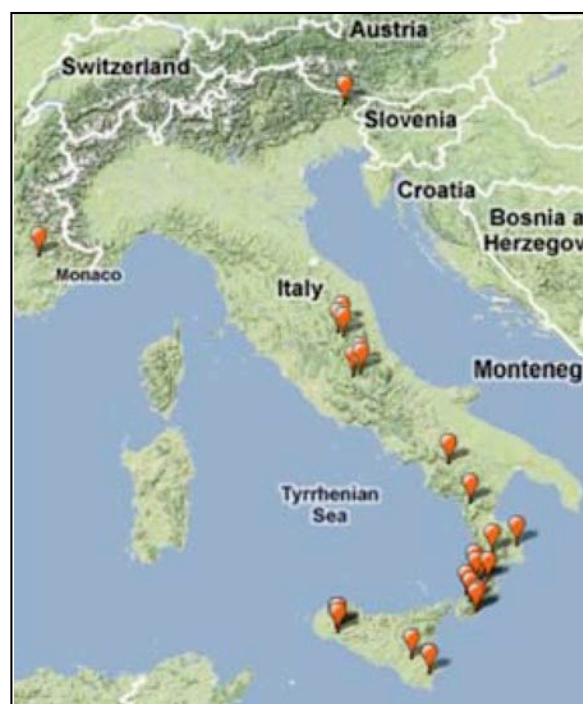 Austria
Switzerland
Slovenia
Croatia
Bosnia a
Herzegov
Monaco
Italy
Monteneg
Tyrrhenian
Sea